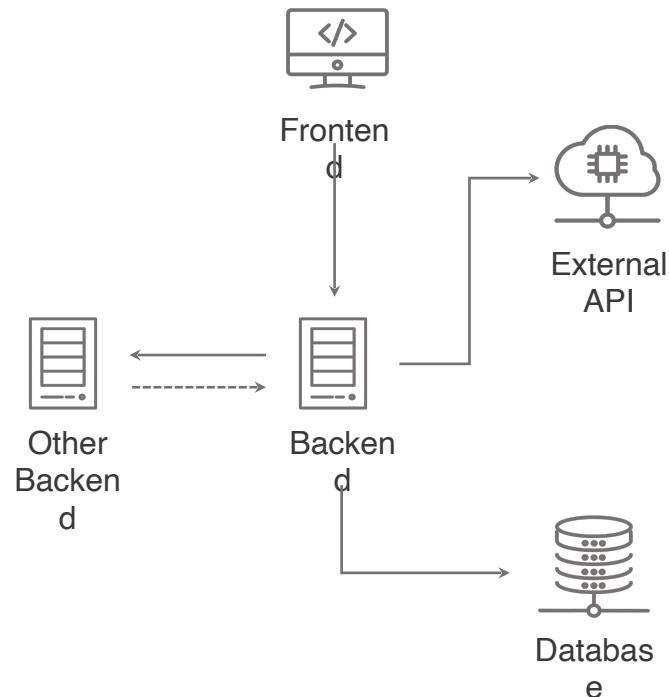 </>
Fronten
d
External
API
Other
Backen
d
Backen
d
Databas
e